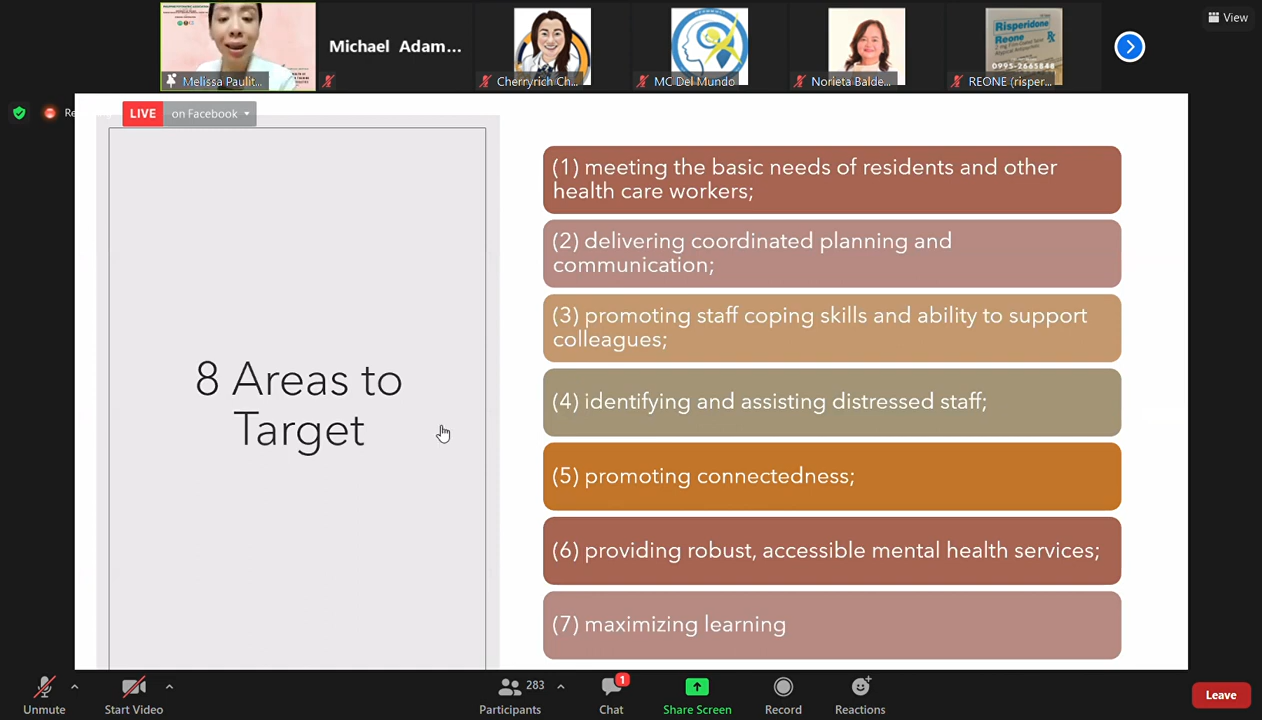 View
Michael Adam...
Risperidone
Reone
0995-2665848
Melissa Paulit...
Cherryrich Ch...
MC Del Mundo
Norieta Balde...
REONE (risper...
Re
LIVE
on Facebook
8 Areas to
Target
(1) meeting the basic needs of residents and other
health care workers;
(2) delivering coordinated planning and
communication;
(3) promoting staff coping skills and ability to support
colleagues;
(4) identifying and assisting distressed staff;
(5) promoting connectedness;
(6) providing robust, accessible mental health services;
(7) maximizing learning
283
1
Unmute
Start Video
Participants
Chat
Share Screen
Record
Reactions
Leave